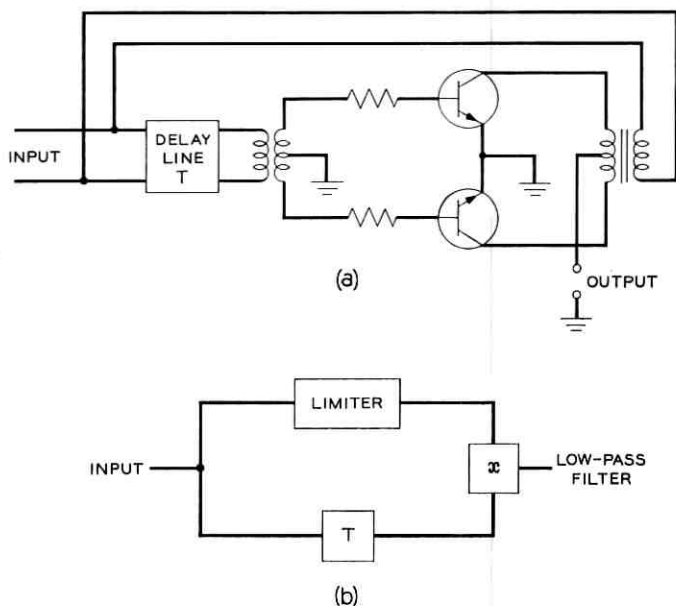 INPUT
DELAY
LINE
T
OUTPUT
(a)
LIMITER
INPUT
x
LOW-PASS
FILTER
T
(b)